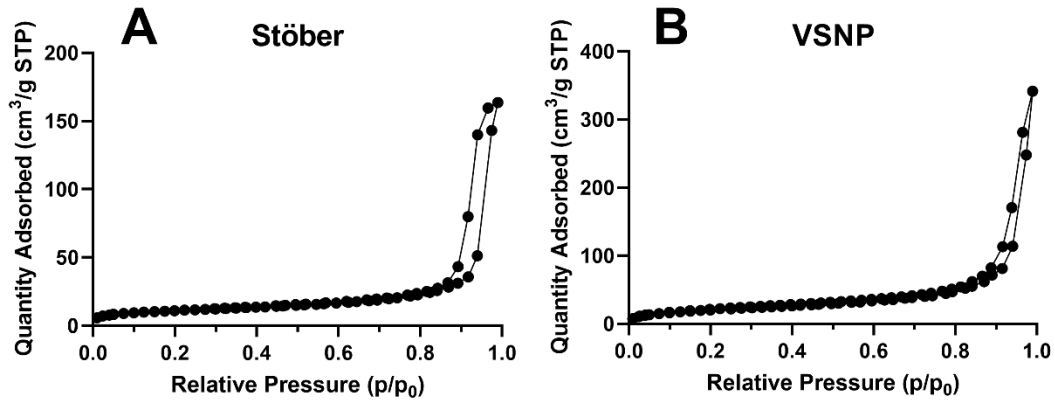 A
Stöber
Quantity Adsorbed (cm³/g STP)
200
150
100
50
0
0.0 0.2 0.4 0.6 0.8 1.0
Relative Pressure (p/p₀)
B
VSNP
Quantity Adsorbed (cm³/g STP)
400
300
200
100
0
0.0 0.2 0.4 0.6 0.8 1.0
Relative Pressure (p/p₀)